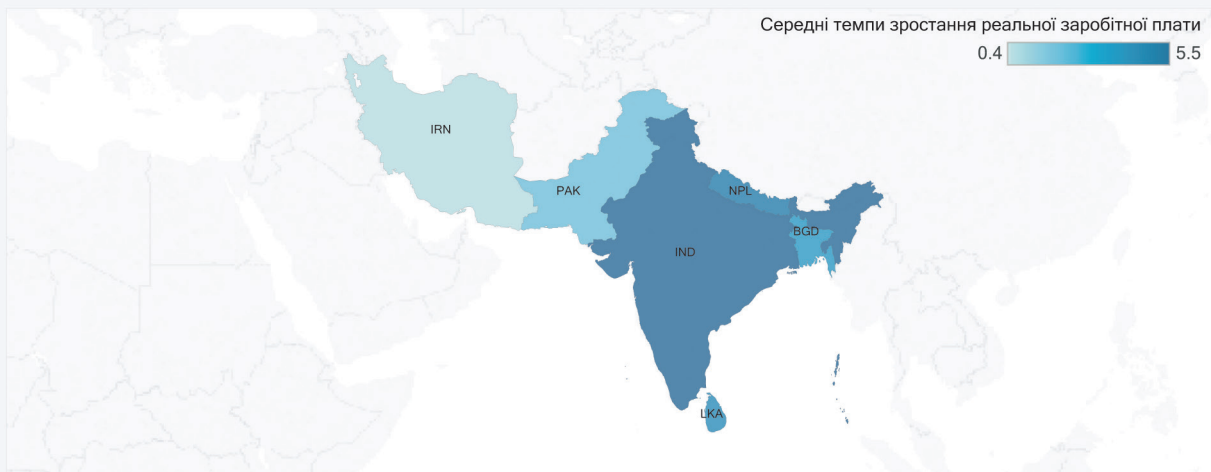 Середні темпи зростання реальної заробітної плати
0.4 5.5
IRN
PAK
NPL
BGD
IND
LKA